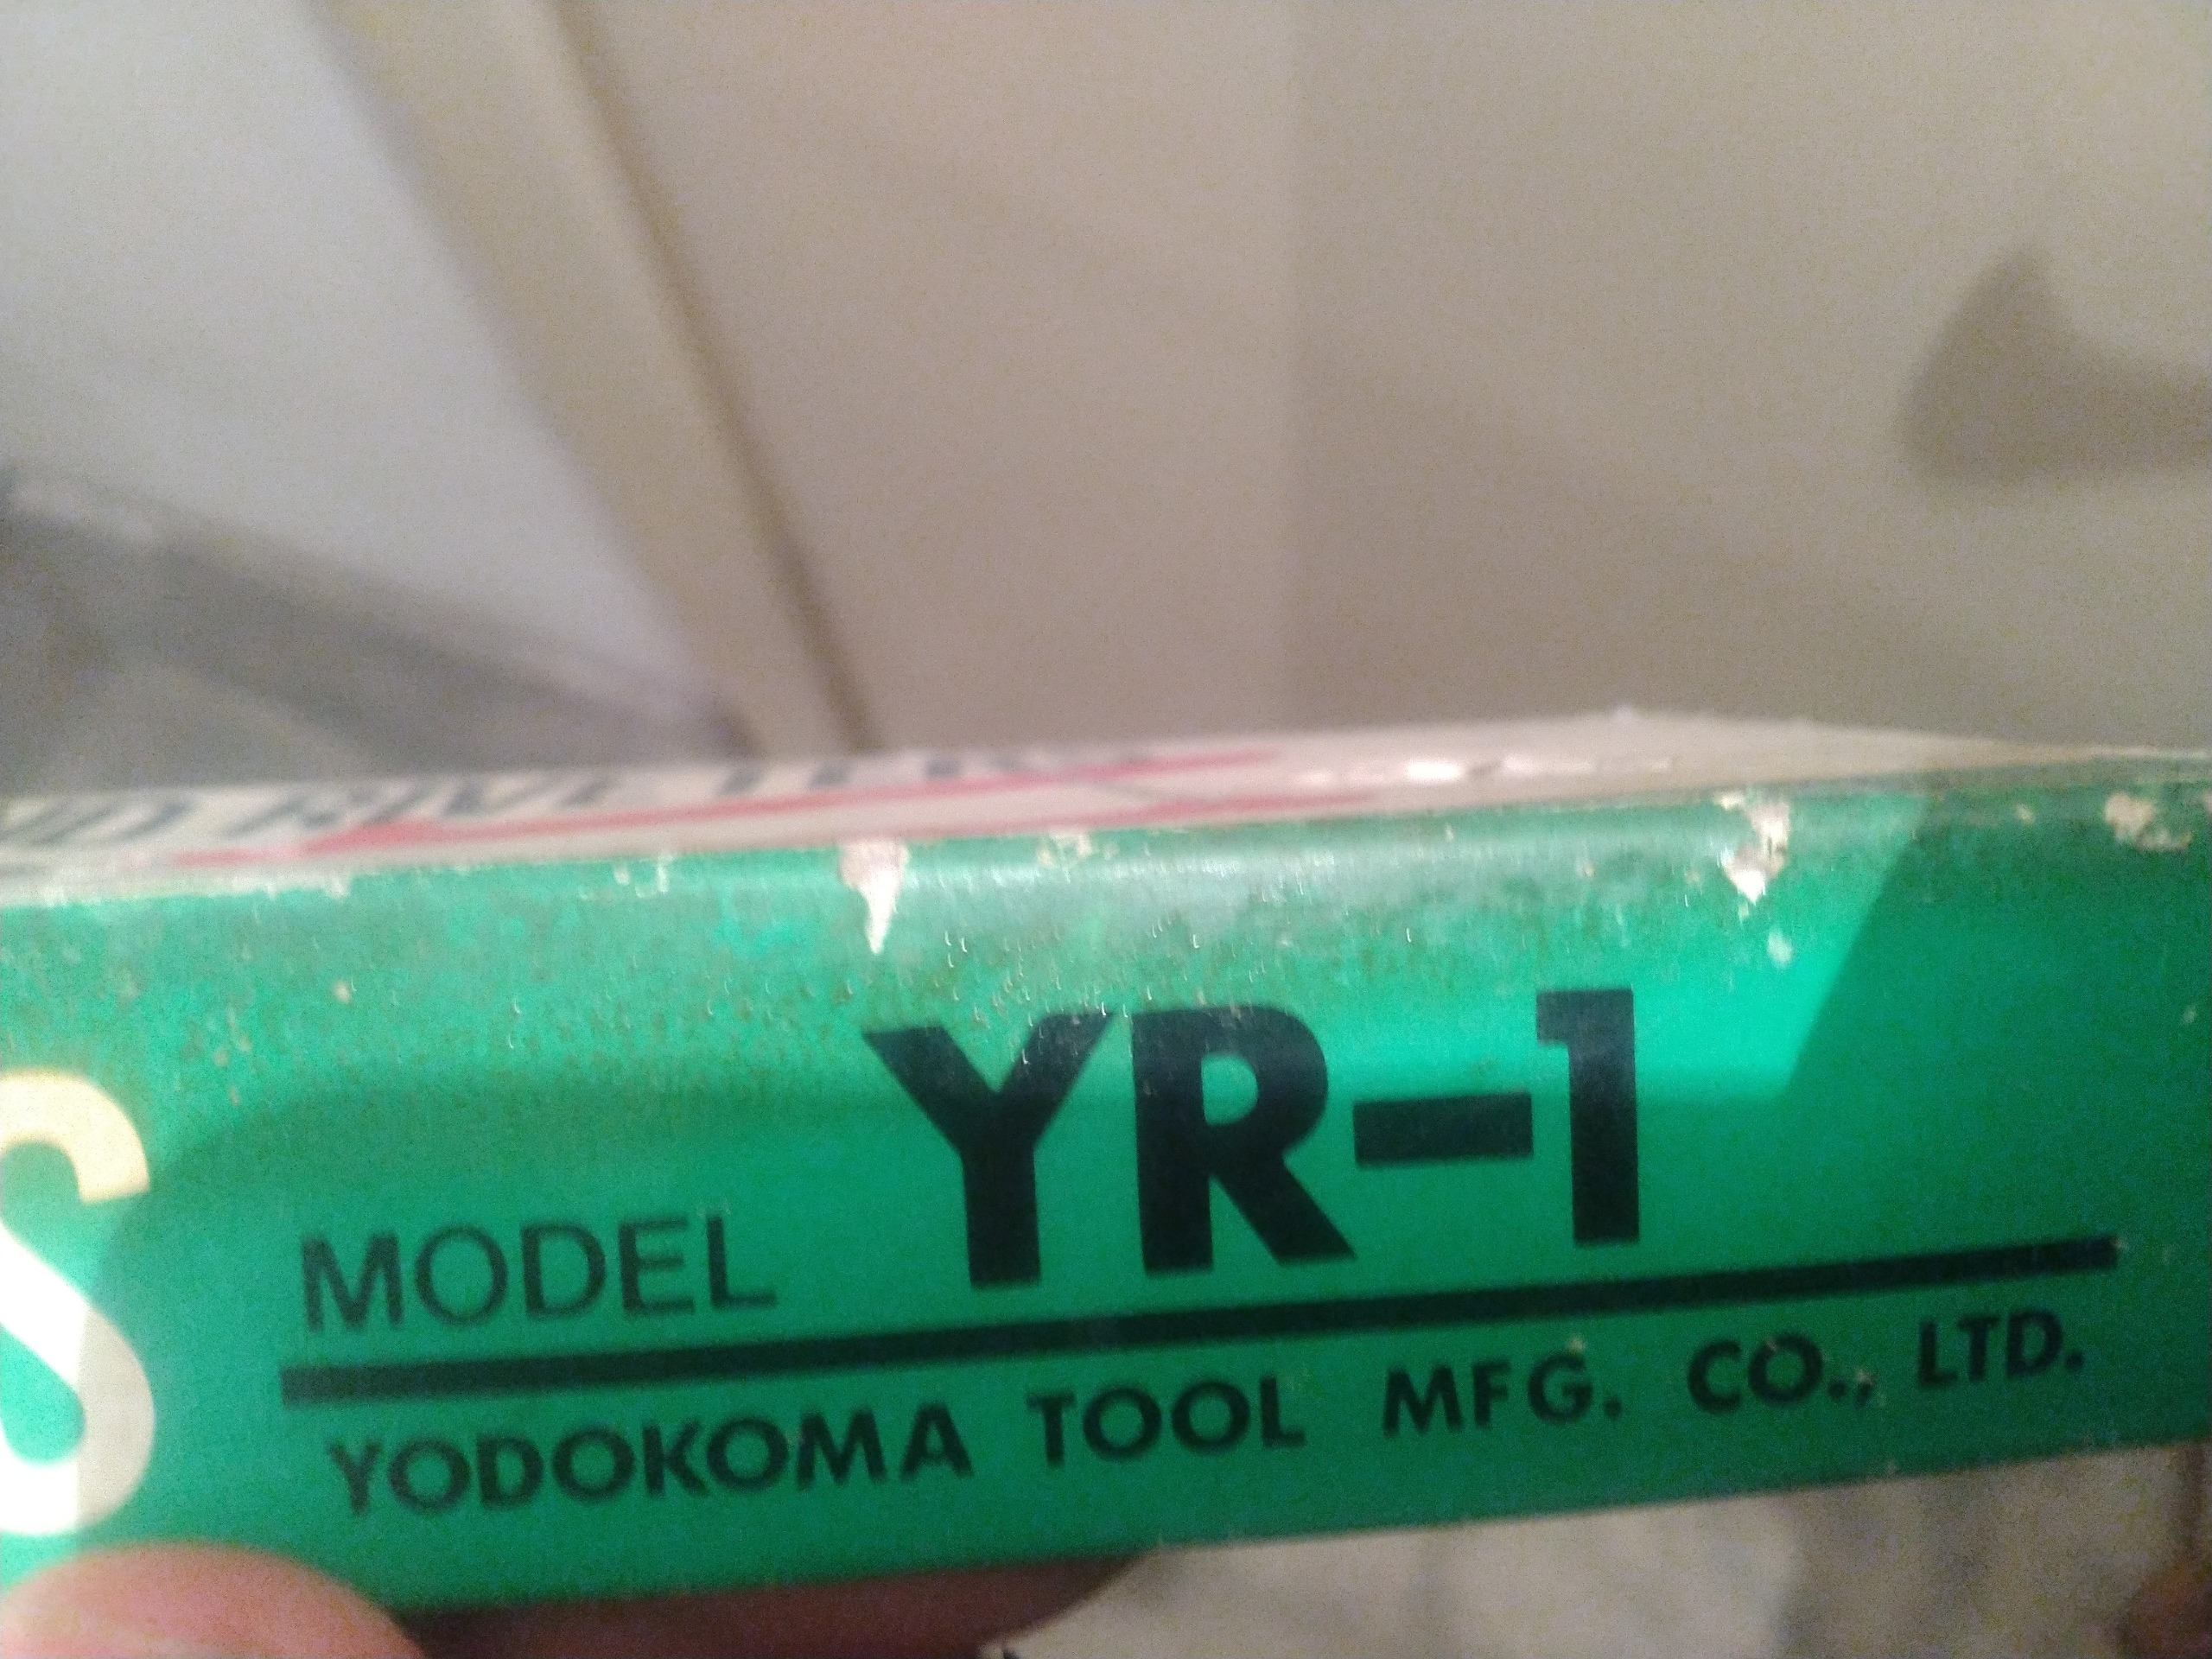 S
MODEL YR-1
YODOKOMA TOOL MFG. CO., LTD.